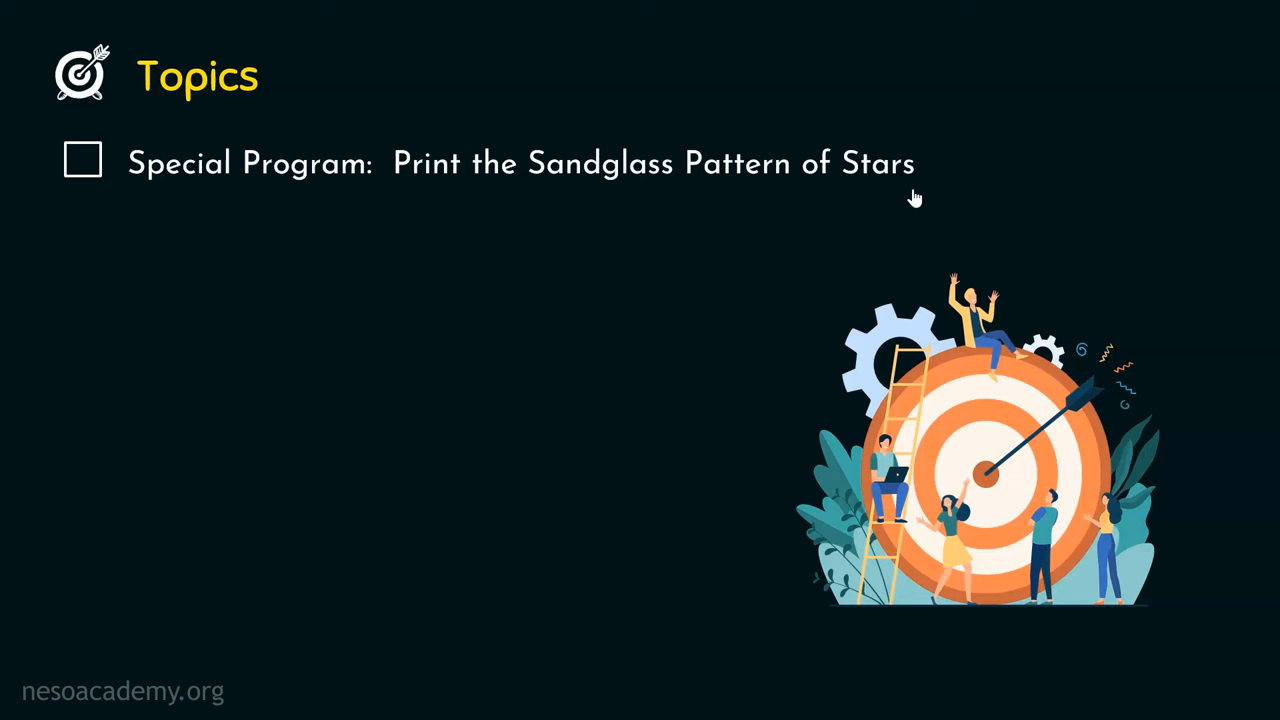 Topics
Special Program: Print the Sandglass Pattern of Stars
nesoacademy.org